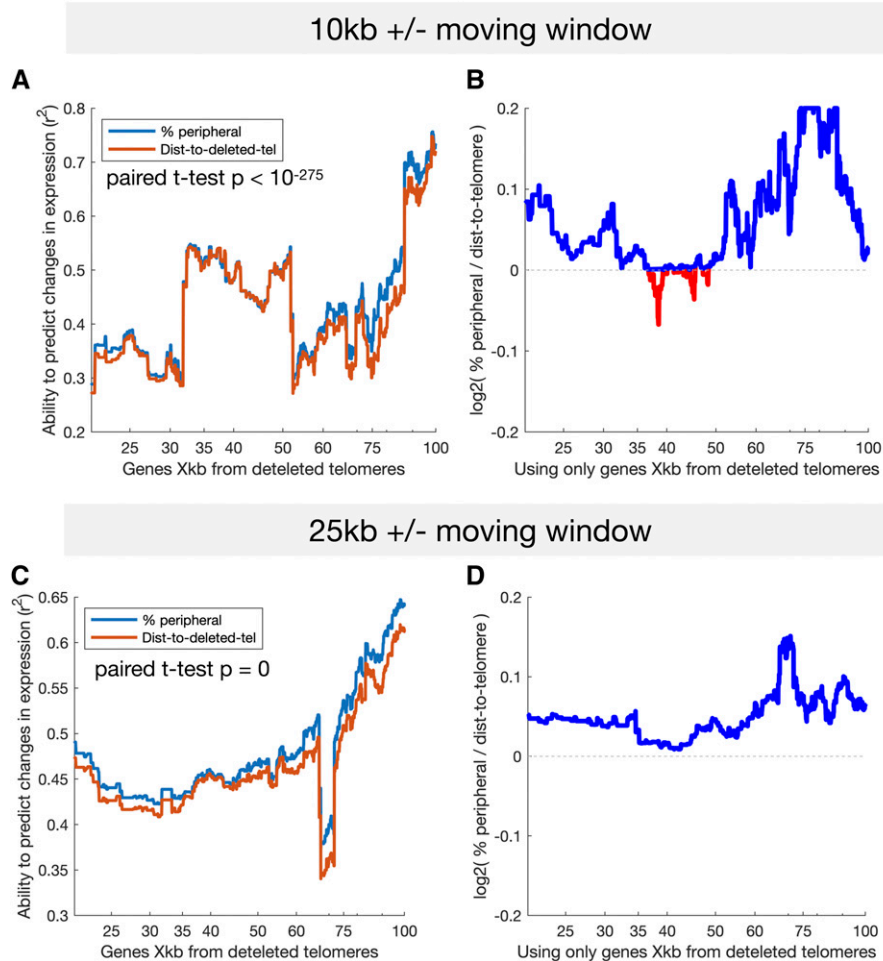 10kb +/- moving window
A
Ability to predict changes in expression (r²)
0.8
0.7
0.6
0.5
0.4
0.3
0.2
% peripheral
Dist-to-deleted-tel
paired t-test p < 10⁻²⁷⁵
25 30 35 40 50 60 75 100
Genes Xkb from deteleted telomeres
B
log2( % peripheral / dist-to-telomere )
0.2
0.1
0
-0.1
-0.2
25 30 40 50 60 75 100
Using only genes Xkb from deteleted telomeres
25kb +/- moving window
C
Ability to predict changes in expression (r²)
0.65
0.6
0.55
0.5
0.45
0.4
0.35
0.3
% peripheral
Dist-to-deleted-tel
paired t-test p = 0
25 30 40 50 60 75 100
Genes Xkb from deteleted telomeres
D
log2( % peripheral / dist-to-telomere )
0.2
0.1
0
-0.1
-0.2
25 30 40 50 60 75 100
Using only genes Xkb from deteleted telomeres